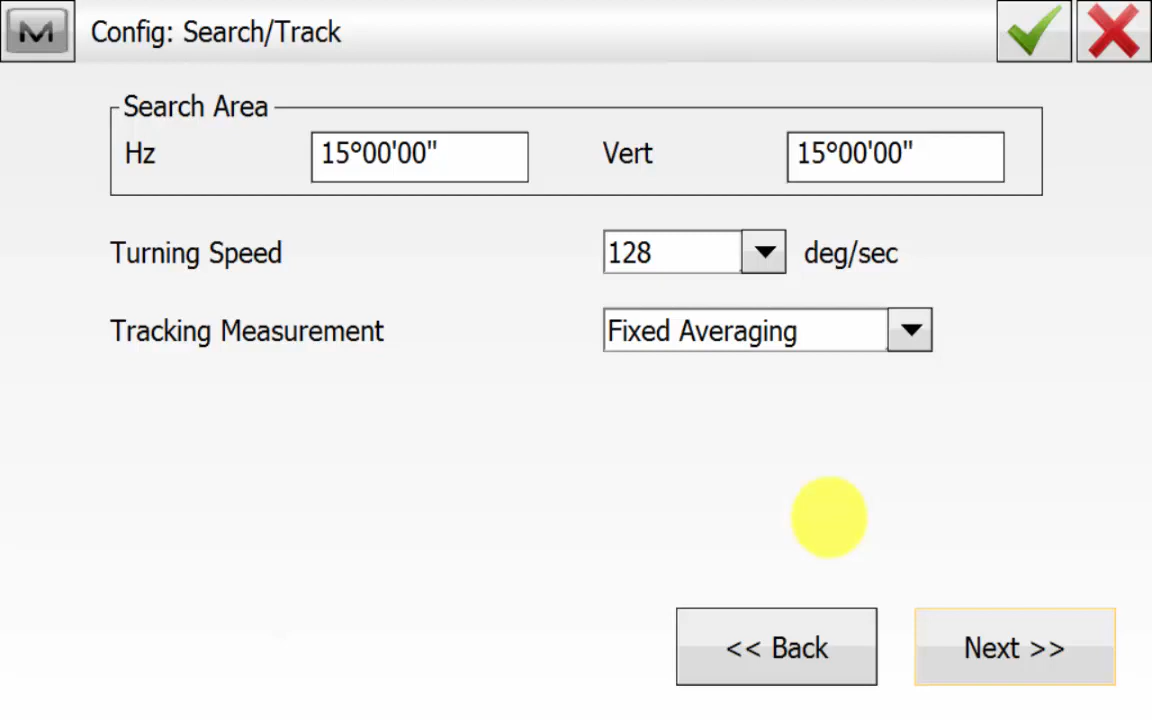 M Config: Search/Track
Search Area
Hz 15°00'00" Vert 15°00'00"
Turning Speed 128 deg/sec
Tracking Measurement Fixed Averaging
<< Back Next >>